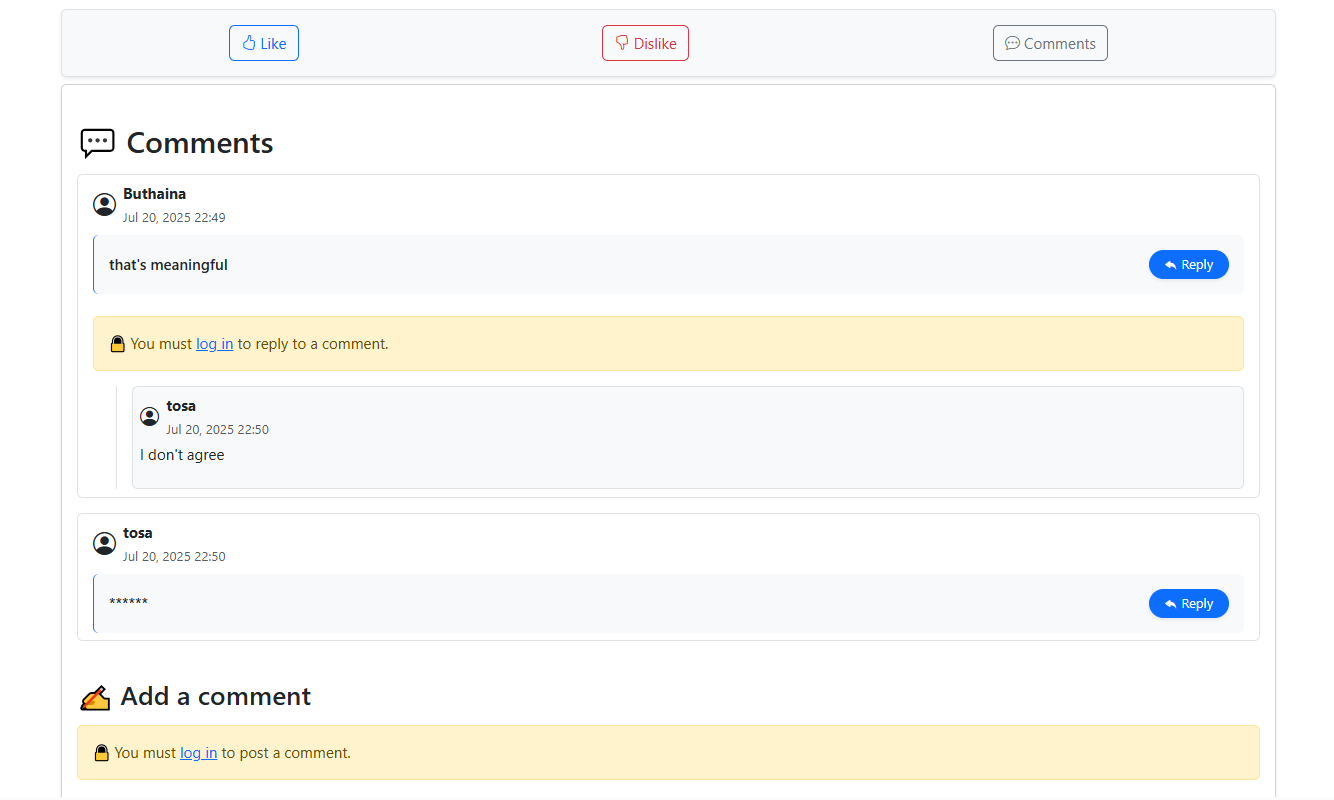 Like Dislike Comments
Comments
Buthaina
Jul 20, 2025 22:49
that's meaningful Reply
You must log in to reply to a comment.
tosa
Jul 20, 2025 22:50
I don't agree
tosa
Jul 20, 2025 22:50
****** Reply
Add a comment
You must log in to post a comment.